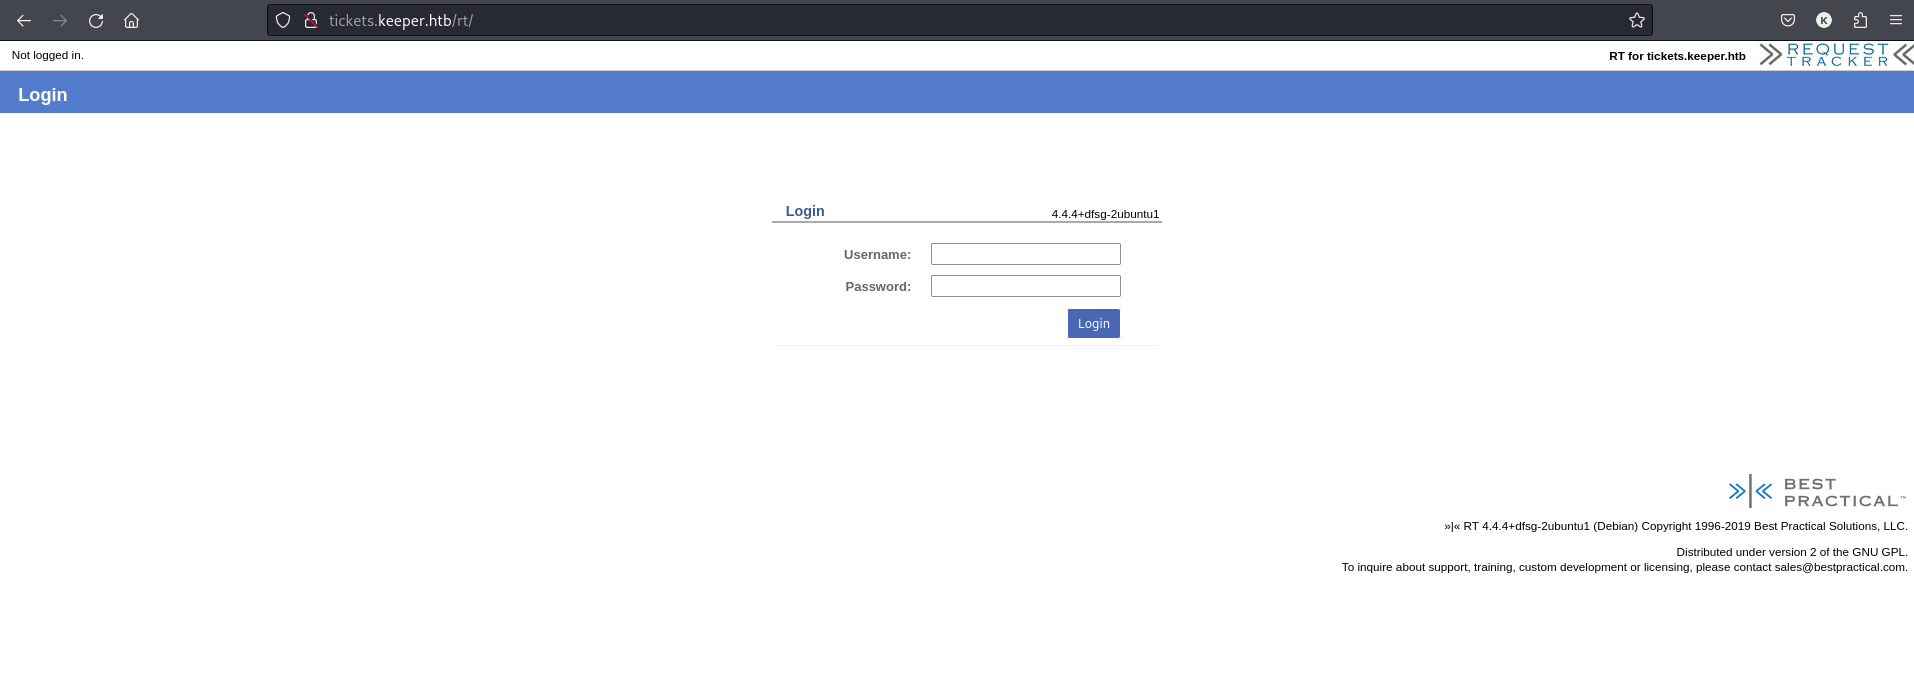 tickets.keeper.htb/rt/
K
Not logged in.
RT for tickets.keeper.htb
REQUEST
TRACKER
Login
Login
4.4.4+dfsg-2ubuntu1
Username:
Password:
Login
BEST
PRACTICAL™
»|« RT 4.4.4+dfsg-2ubuntu1 (Debian) Copyright 1996-2019 Best Practical Solutions, LLC.
Distributed under version 2 of the GNU GPL.
To inquire about support, training, custom development or licensing, please contact sales@bestpractical.com.